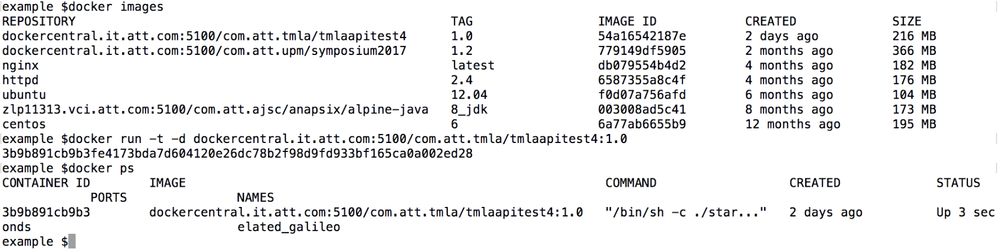 example $docker images
REPOSITORY TAG IMAGE ID CREATED SIZE
dockercentral.it.att.com:5100/com.att.tmla/tmlaapitest4 1.0 54a16542187e 2 days ago 216 MB
dockercentral.it.att.com:5100/com.att.upm/symposium2017 1.2 779149df5905 2 months ago 366 MB
nginx latest db079554b4d2 4 months ago 182 MB
httpd 2.4 6587355a8c4f 4 months ago 176 MB
ubuntu 12.04 f0d07a756afd 6 months ago 104 MB
zlp11313.vci.att.com:5100/com.att.ajsc/anapsix/alpine-java 8_jdk 003008ad5c41 8 months ago 173 MB
centos 6 6a77ab6655b9 12 months ago 195 MB
example $docker run -t -d dockercentral.it.att.com:5100/com.att.tmla/tmlaapitest4:1.0
3b9b891cb9b3fe4173bda7d604120e26dc78b2f98d9fd933bf165ca0a002ed28
example $docker ps
CONTAINER ID IMAGE COMMAND CREATED STATUS
PORTS NAMES
3b9b891cb9b3 dockercentral.it.att.com:5100/com.att.tmla/tmlaapitest4:1.0 "/bin/sh -c ./star..." 2 days ago Up 3 sec
onds elated_galileo
example $